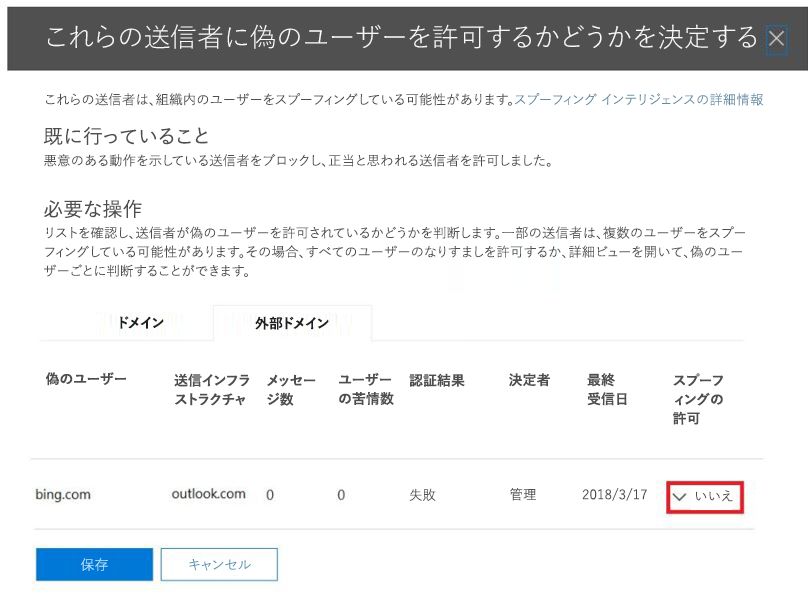 これらの送信者に偽のユーザーを許可するかどうかを決定する
これらの送信者は、組織内のユーザーをスプーフィングしている可能性があります。スプーフィング インテリジェンスの詳細情報
既に行っていること
悪意のある動作を示している送信者をブロックし、正当と思われる送信者を許可しました。
必要な操作
リストを確認し、送信者が偽のユーザーを許可されているかどうかを判断します。一部の送信者は、複数のユーザーをスプー
フィングしている可能性があります。その場合、すべてのユーザーのなりすましを許可するか、詳細ビューを開いて、偽のユー
ザーごとに判断することができます。
ドメイン 外部ドメイン
偽のユーザー 送信インフラ メッセー ユーザー 認証結果 決定者 最終 スプーフ
ストラクチャ ジ数 の苦情数 受信日 ィングの
許可
bing.com outlook.com 0 0 失敗 管理 2018/3/17 いいえ
保存 キャンセル